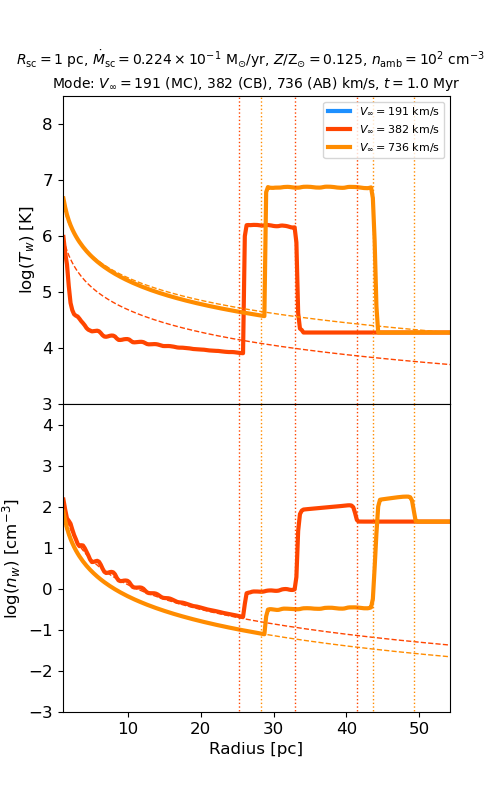 R_sc = 1 pc, Ṁ_sc = 0.224 × 10⁻¹ M_⊙/yr, Z/Z_⊙ = 0.125, n_amb = 10² cm⁻³
Mode: V_∞ = 191 (MC), 382 (CB), 736 (AB) km/s, t = 1.0 Myr
V_∞ = 191 km/s
V_∞ = 382 km/s
V_∞ = 736 km/s
log(T_w) [K]
8
7
6
5
4
3
log(n_w) [cm⁻³]
4
3
2
1
0
−1
−2
−3
10 20 30 40 50
Radius [pc]